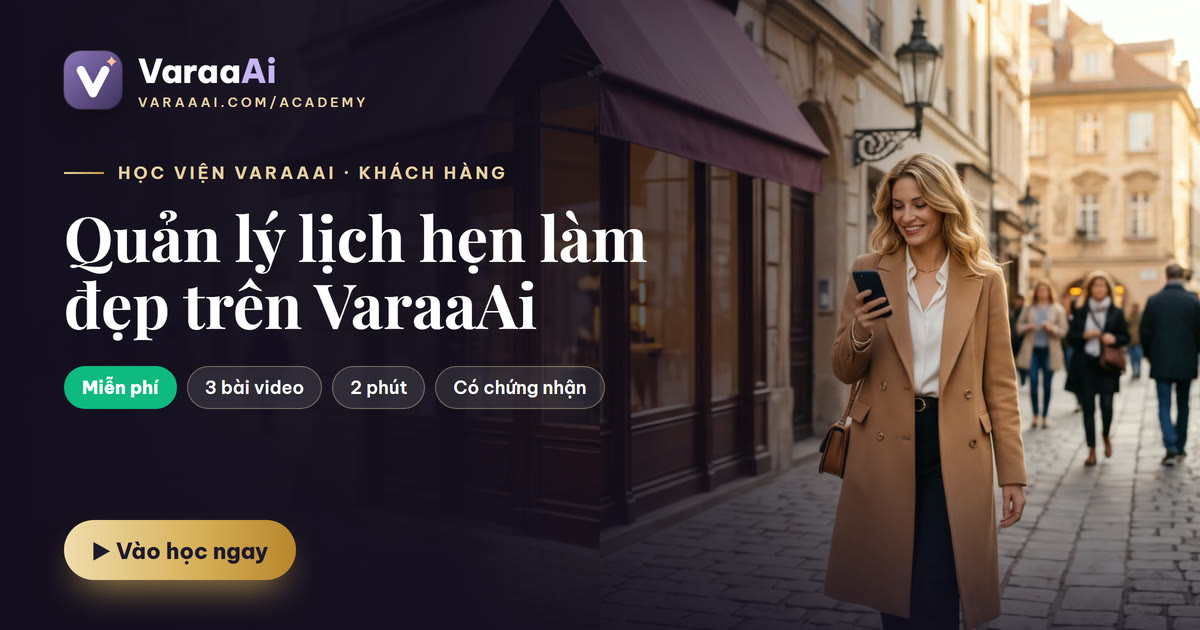 VaraaAi
VARAAAI.COM/ACADEMY
HỌC VIỆN VARAAAI · KHÁCH HÀNG
Quản lý lịch hẹn làm
đẹp trên VaraaAi
Miễn phí
3 bài video
2 phút
Có chứng nhận
▶ Vào học ngay